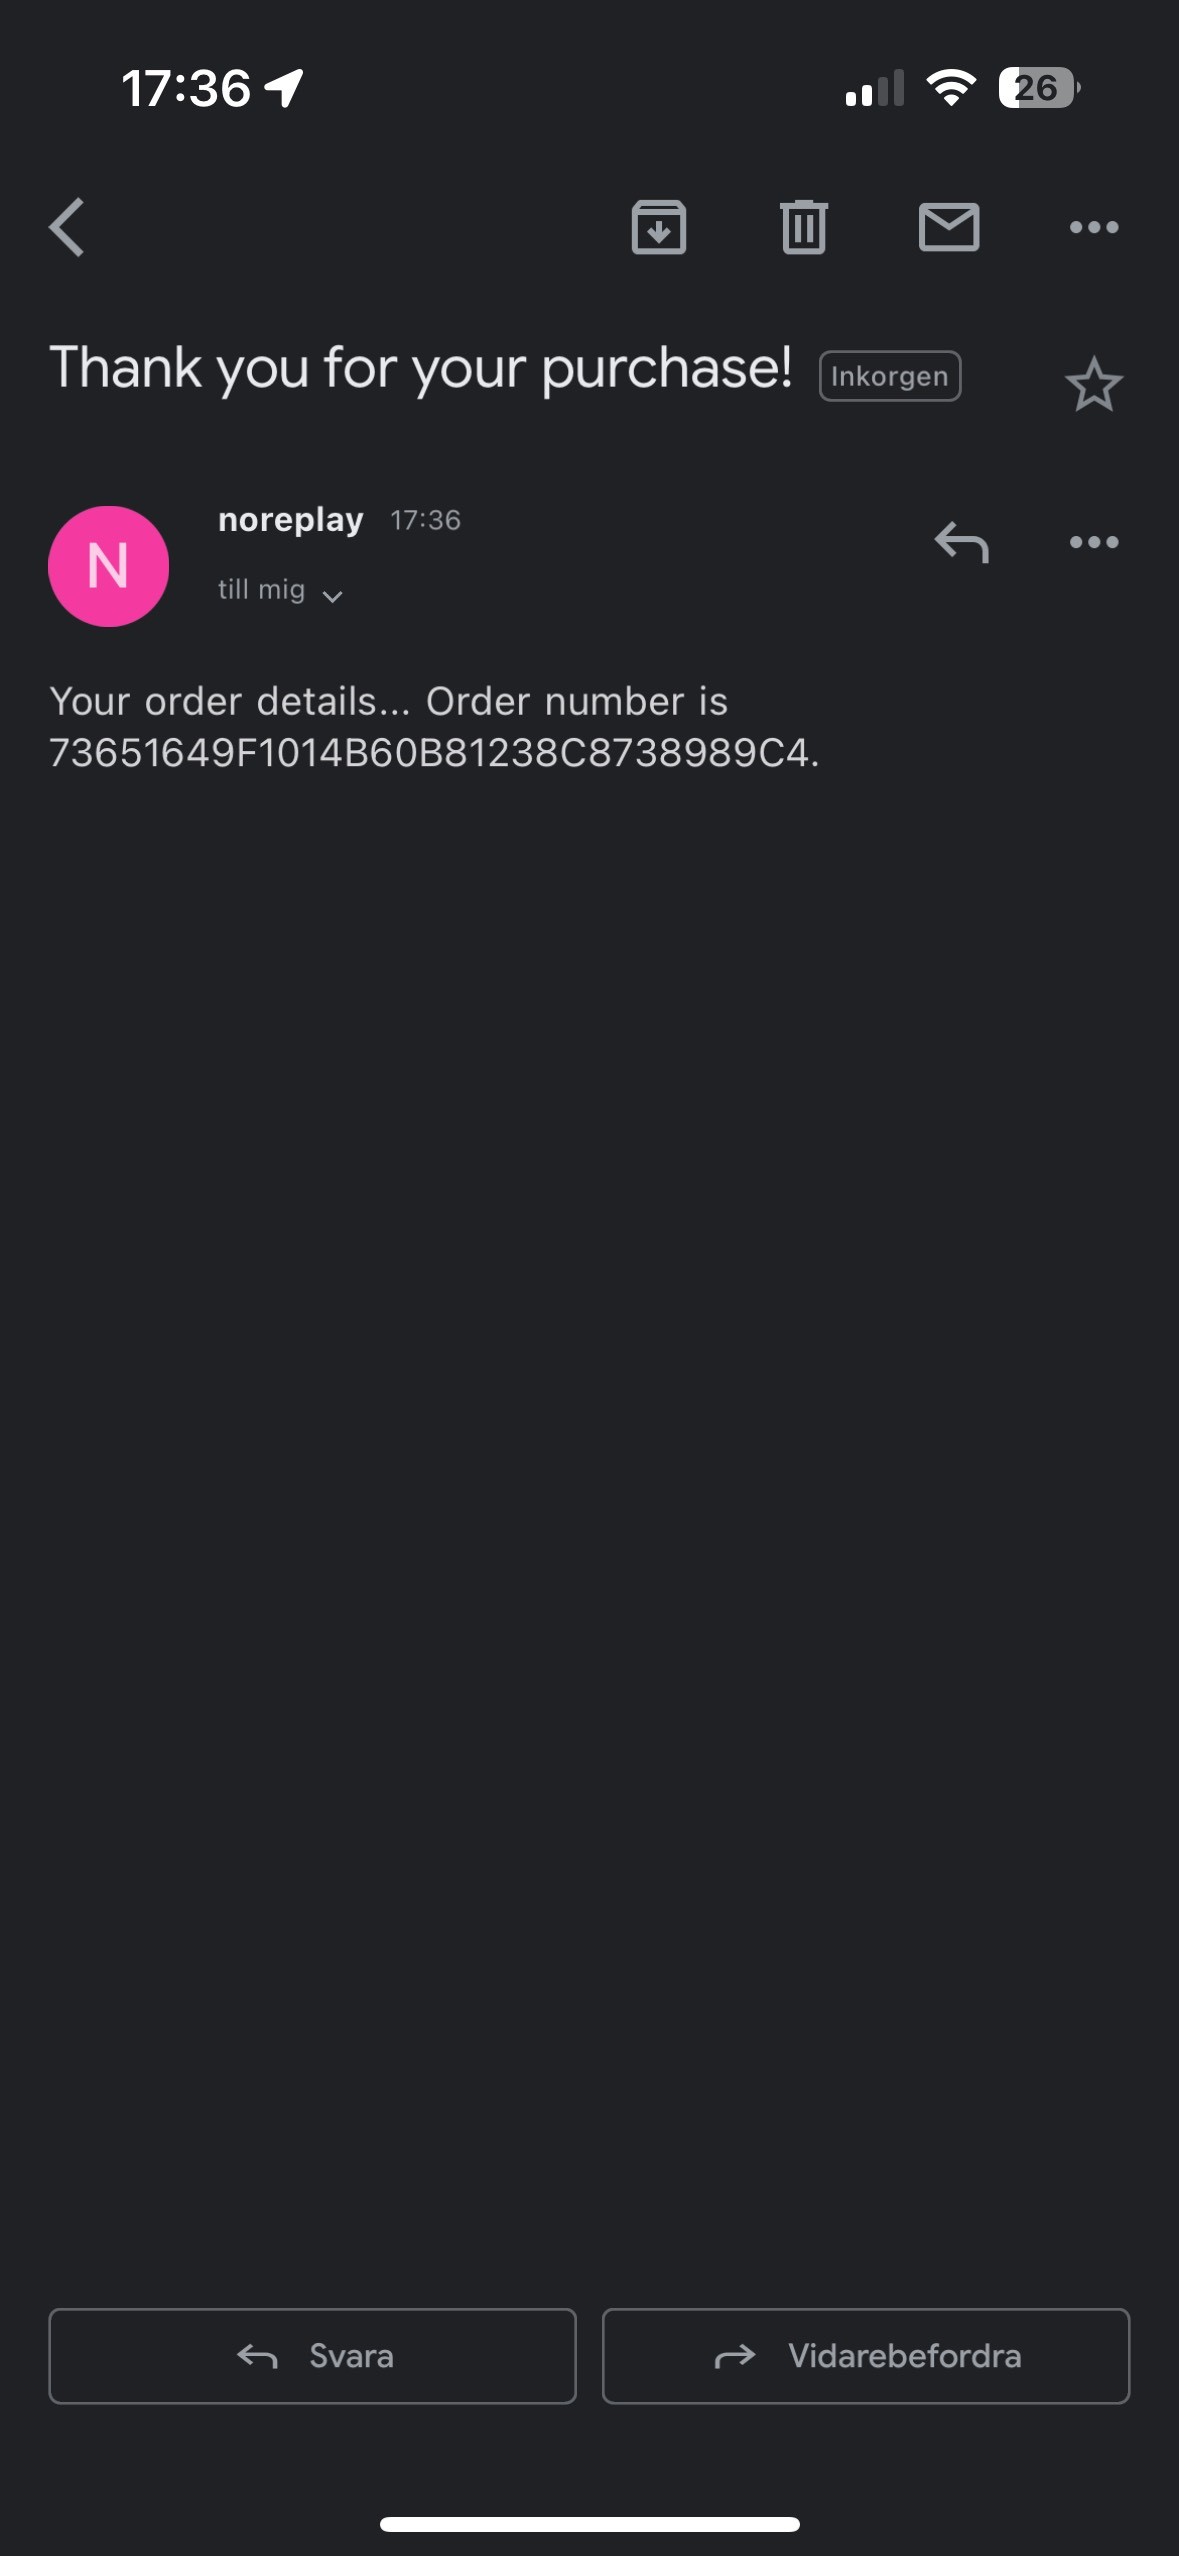 17:36
26
Thank you for your purchase! Inkorgen
N
noreplay 17:36
till mig
Your order details... Order number is
73651649F1014B60B81238C8738989C4.
Svara
Vidarebefordra